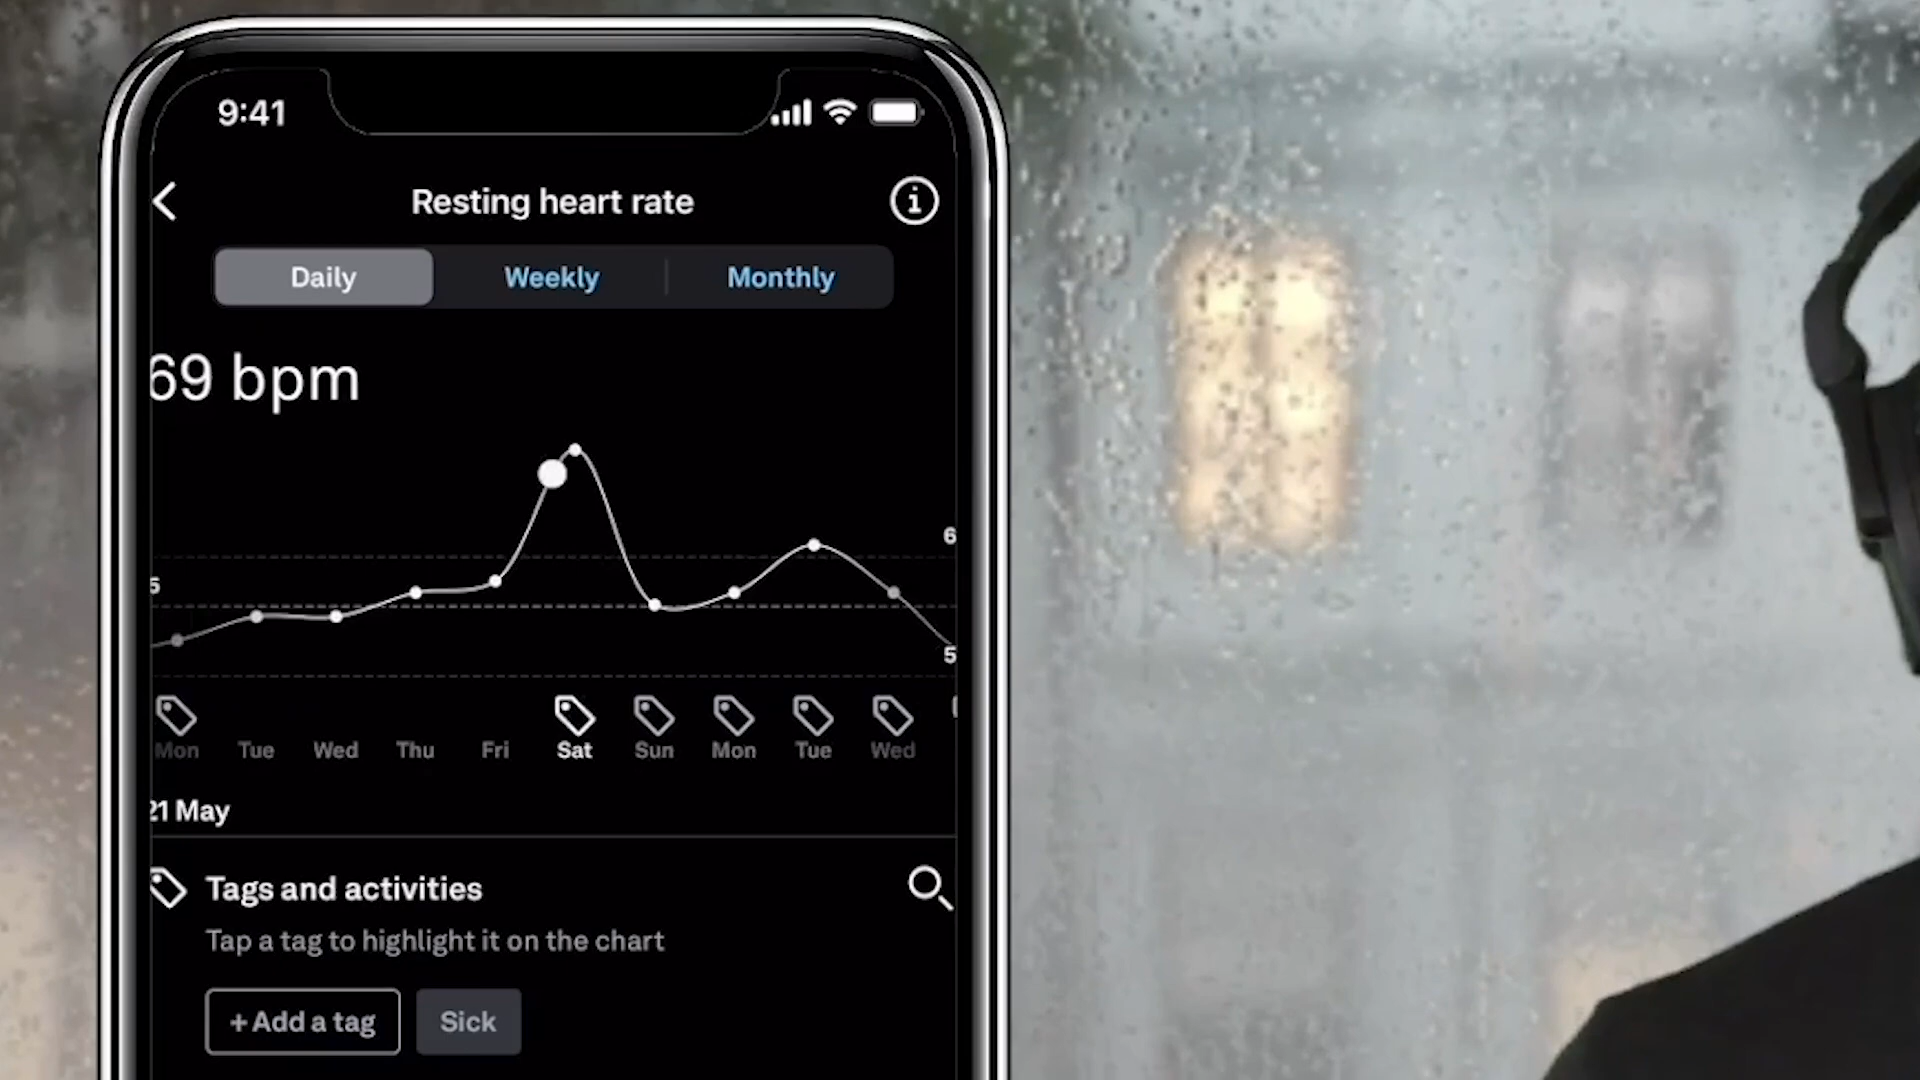 9:41
Resting heart rate
Daily Weekly Monthly
69 bpm
6
5
5
Mon Tue Wed Thu Fri Sat Sun Mon Tue Wed
21 May
Tags and activities
Tap a tag to highlight it on the chart
+ Add a tag Sick